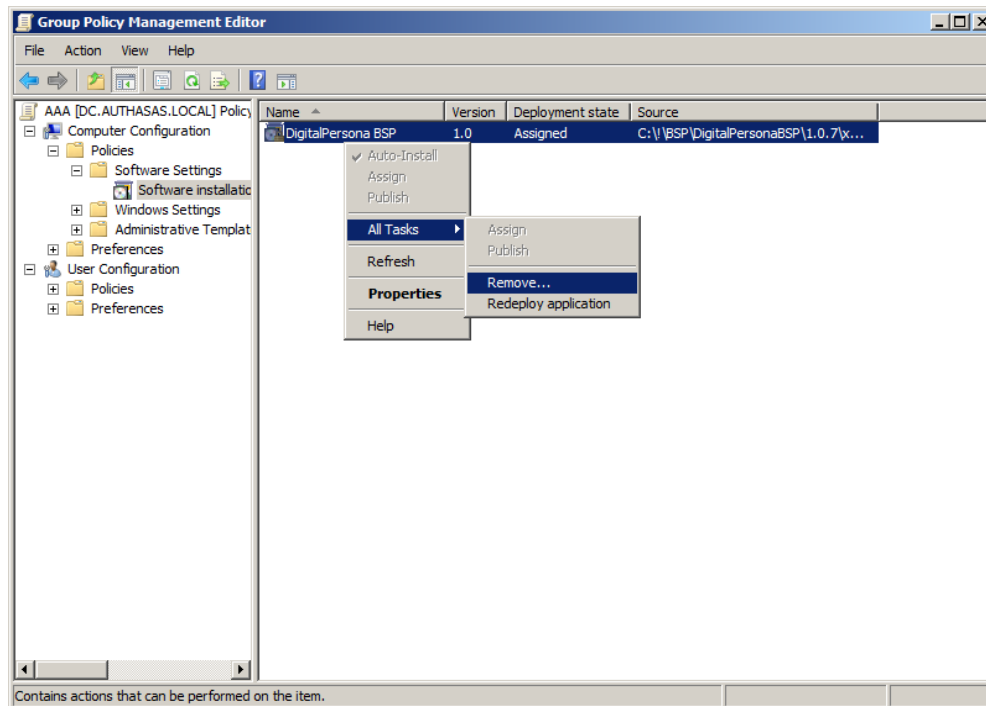 Group Policy Management Editor
File Action View Help
AAA [DC.AUTHASAS.LOCAL] Policy
Computer Configuration
Policies
Software Settings
Software installatic
Windows Settings
Administrative Templat
Preferences
User Configuration
Policies
Preferences
Name Version Deployment state Source
DigitalPersona BSP 1.0 Assigned C:\!\BSP\DigitalPersonaBSP\1.0.7\x...
Auto-Install
Assign
Publish
All Tasks
Refresh
Properties
Help
Assign
Publish
Remove...
Redeploy application
Contains actions that can be performed on the item.